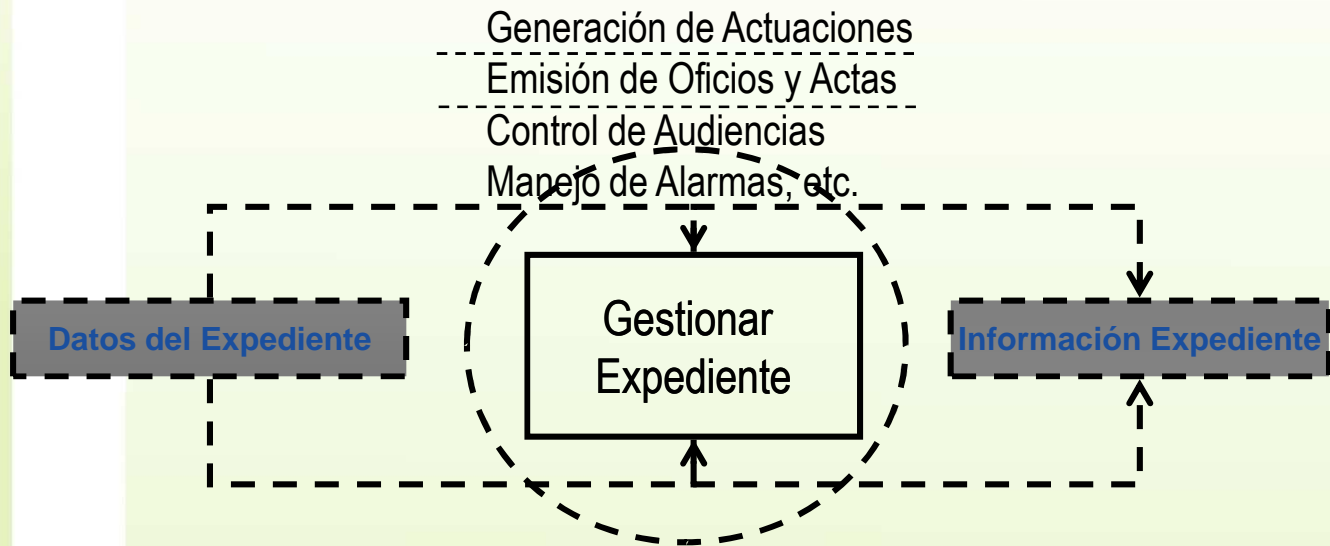 Generación de Actuaciones
Emisión de Oficios y Actas
Control de Audiencias
Manejo de Alarmas, etc.
Datos del Expediente
Gestionar
Expediente
Información Expediente